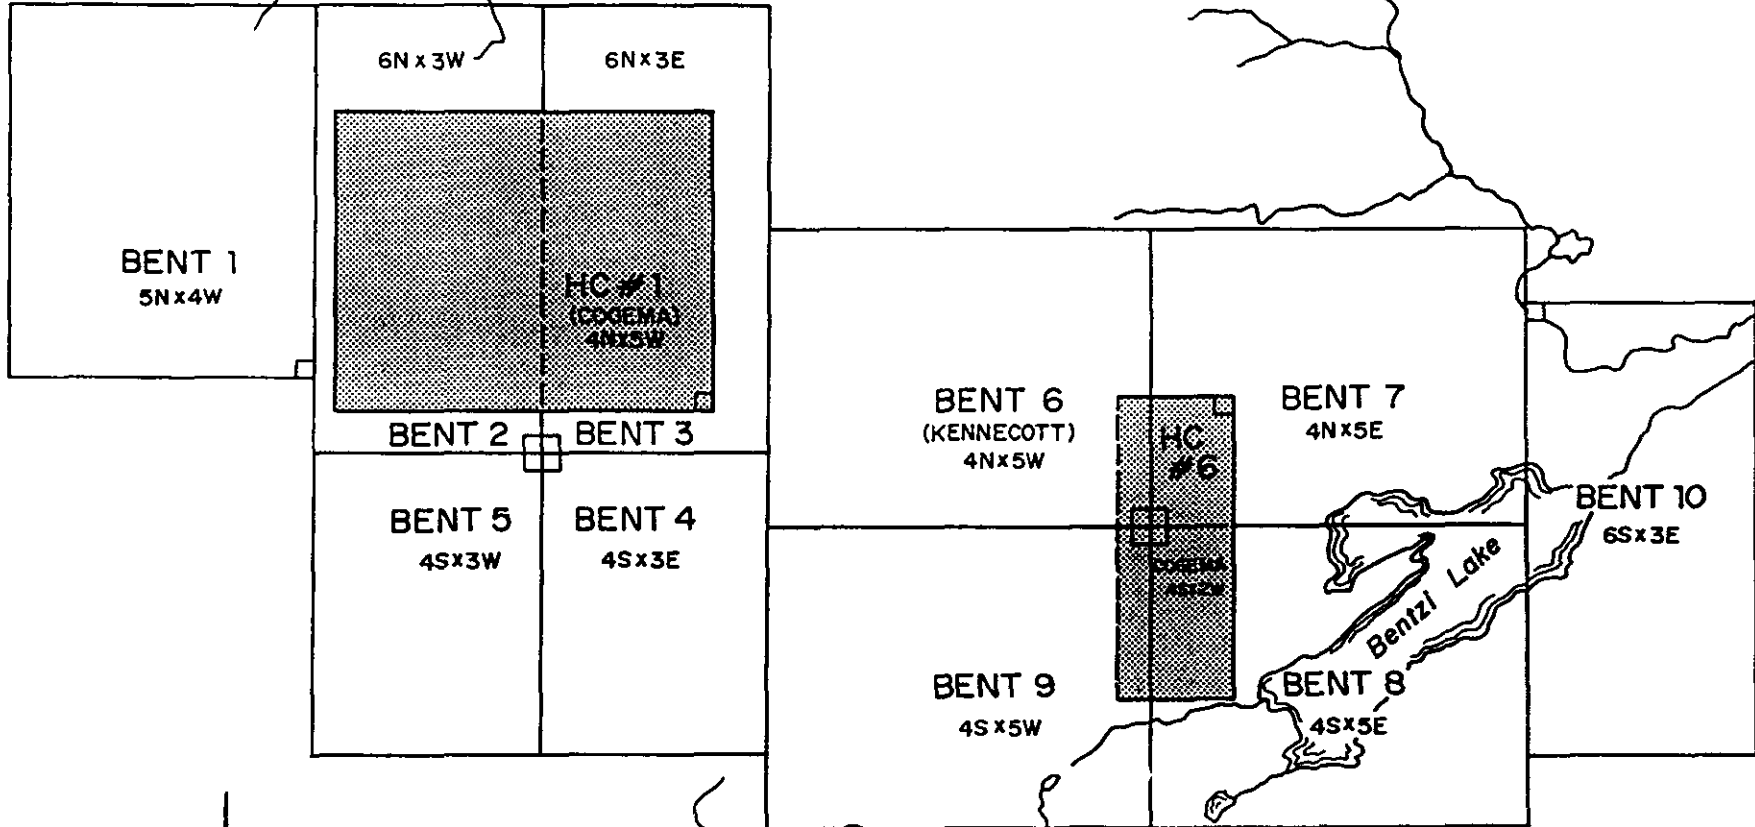 6N x 3W
6N x 3E
BENT 1
5N x 4W
HC #1
(COGEMA)
4N x 5W
BENT 2
BENT 3
BENT 5
4S x 3W
BENT 4
4S x 3E
BENT 6
(KENNECOTT)
4N x 5W
BENT 7
4N x 5E
HC
#6
COGEMA
4S x 2W
BENT 10
6S x 3E
Bentzi Lake
BENT 9
4S x 5W
BENT 8
4S x 5E